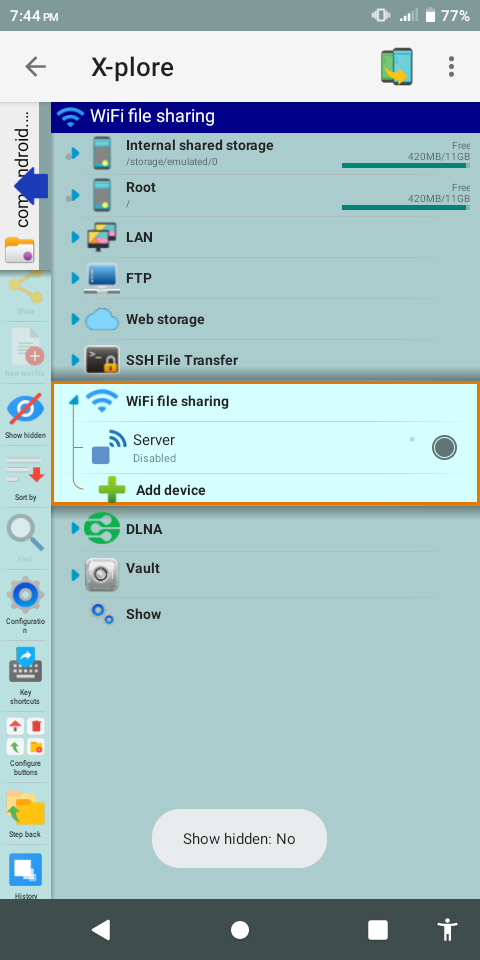 7:44 PM
77%
X-plore
com.android....
WiFi file sharing
Internal shared storage
/storage/emulated/0
Free
420MB/11GB
Root
/
Free
420MB/11GB
LAN
FTP
Web storage
SSH File Transfer
WiFi file sharing
Server
Disabled
Add device
DLNA
Vault
Show
Show
New text file
Show hidden
Sort by
Find
Configuratio
n
Key
shortcuts
Configure
buttons
Step back
History
Show hidden: No